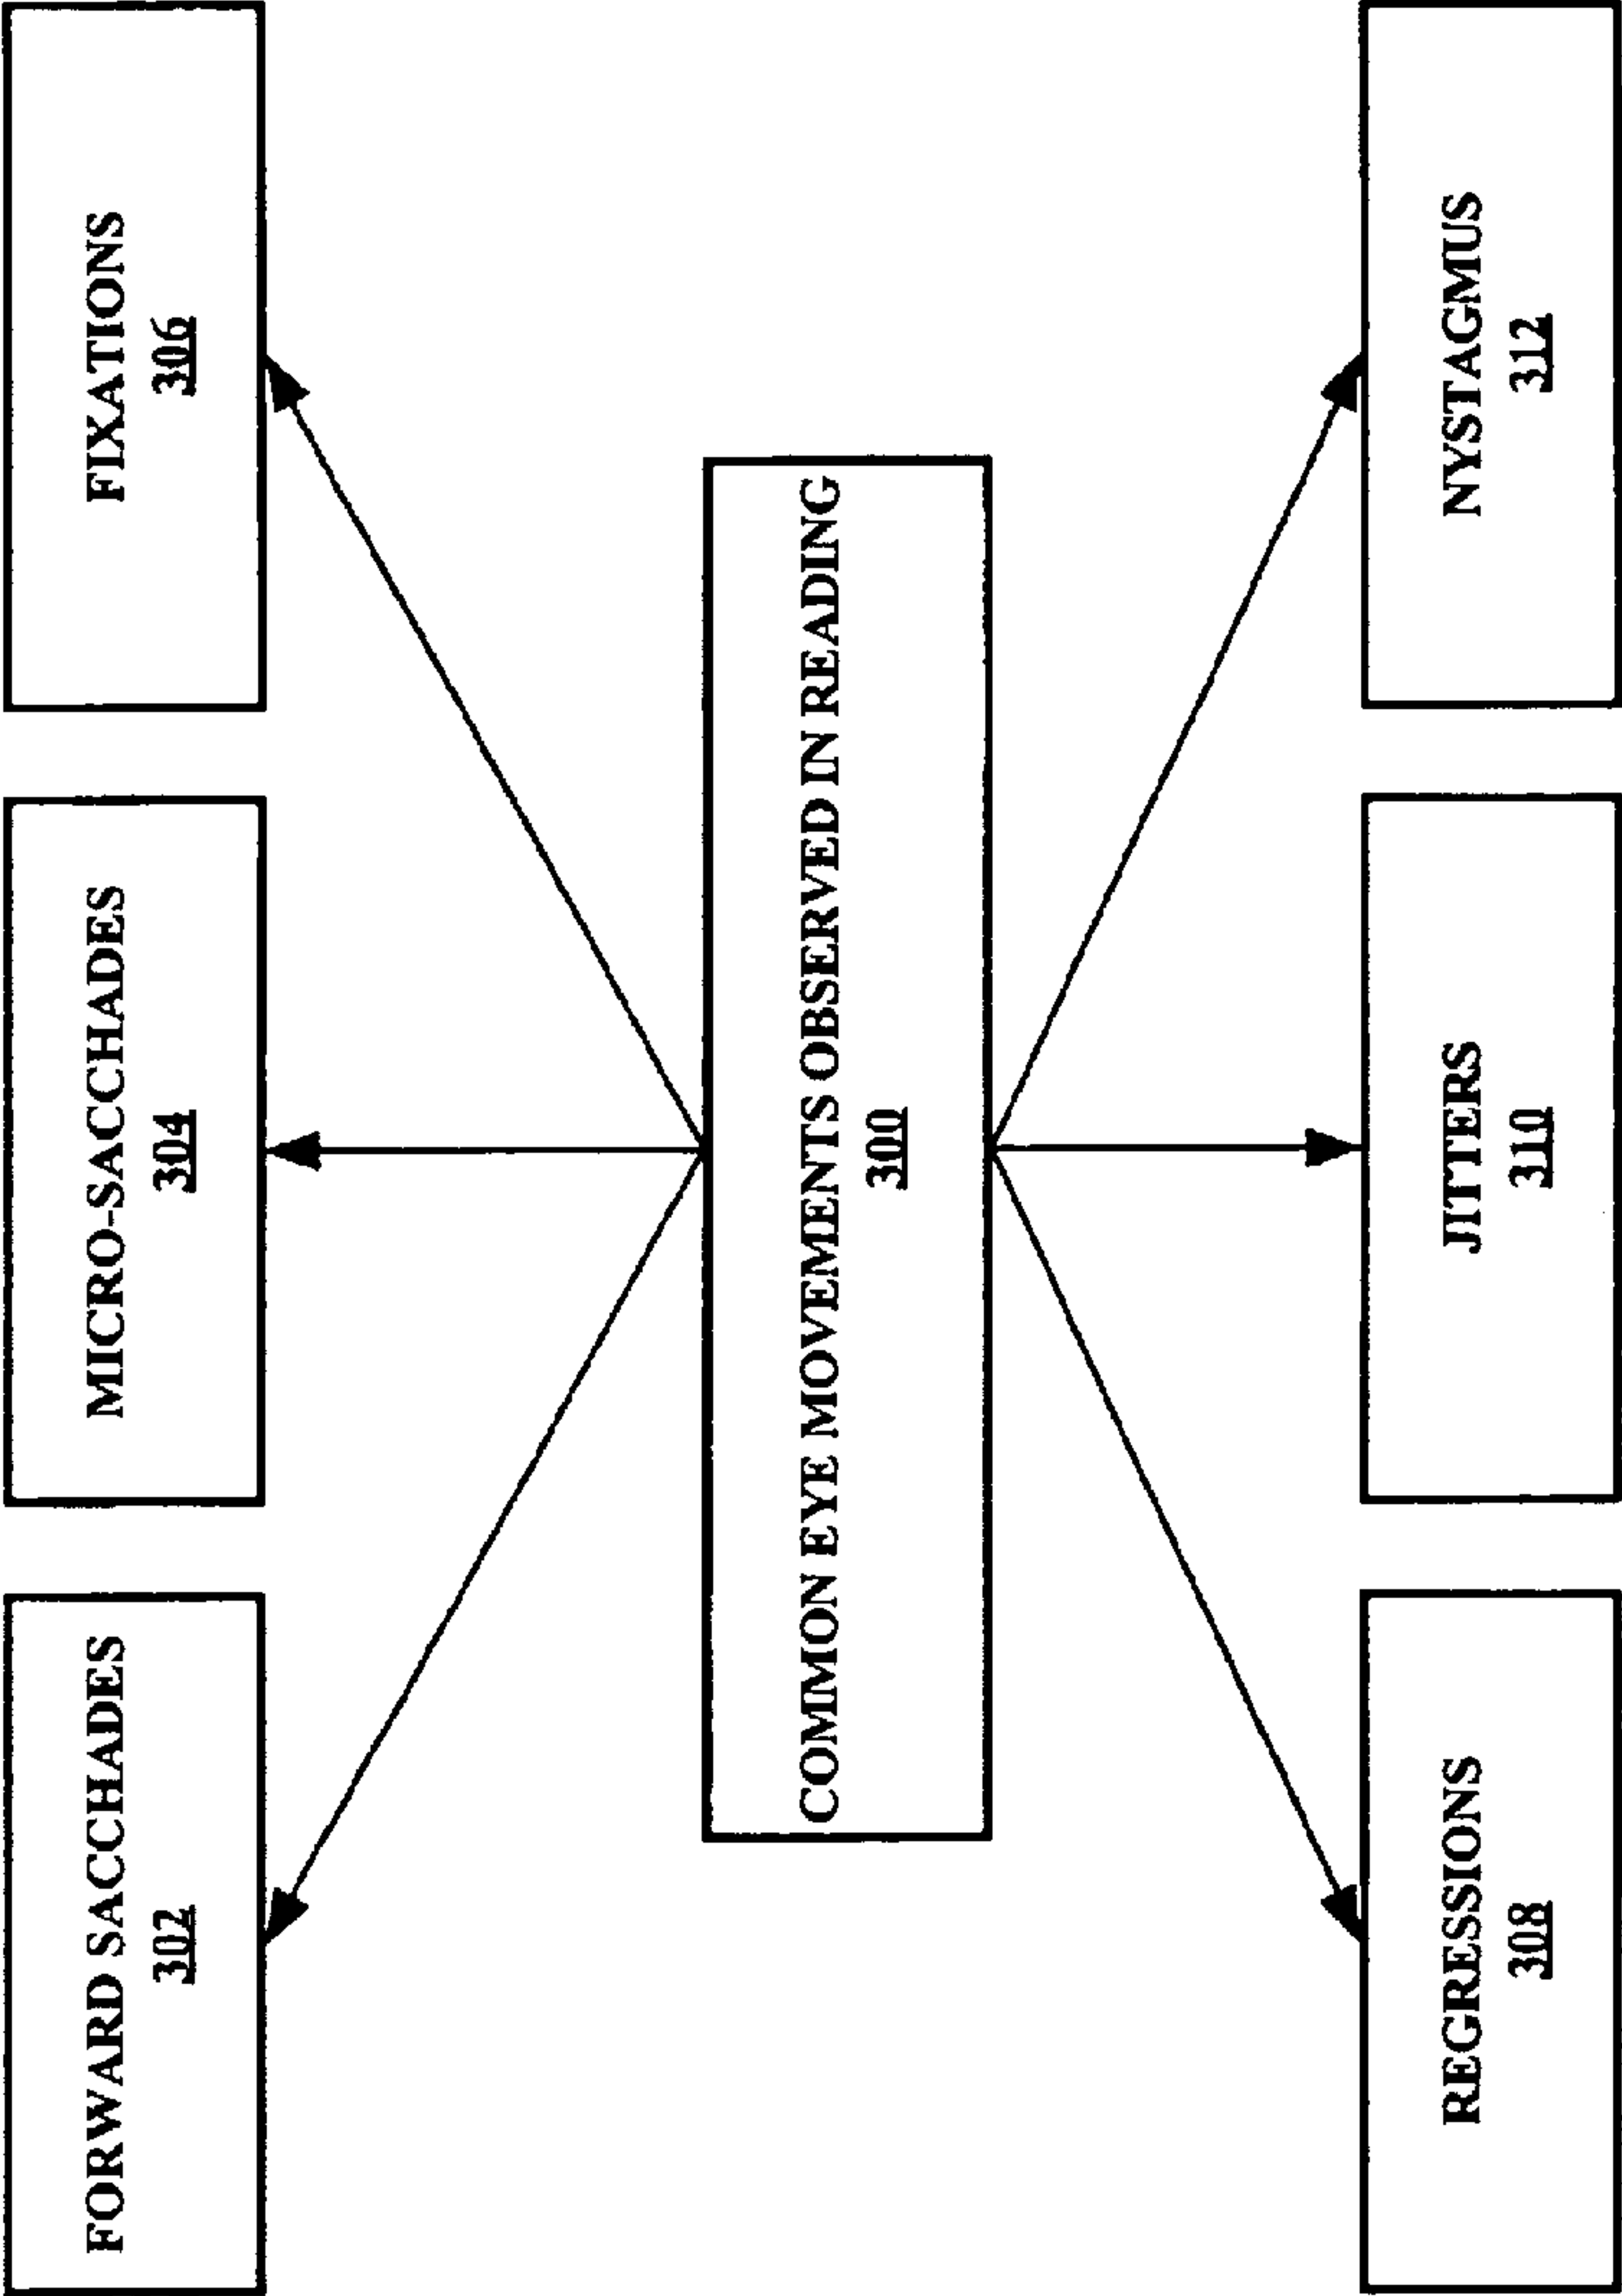 FORWARD SACCHADES
302
MICRO-SACCHADES
304
FIXATIONS
306
COMMON EYE MOVEMENTS OBSERVED IN READING
300
REGRESSIONS
308
JITTERS
310
NYSTAGMUS
312